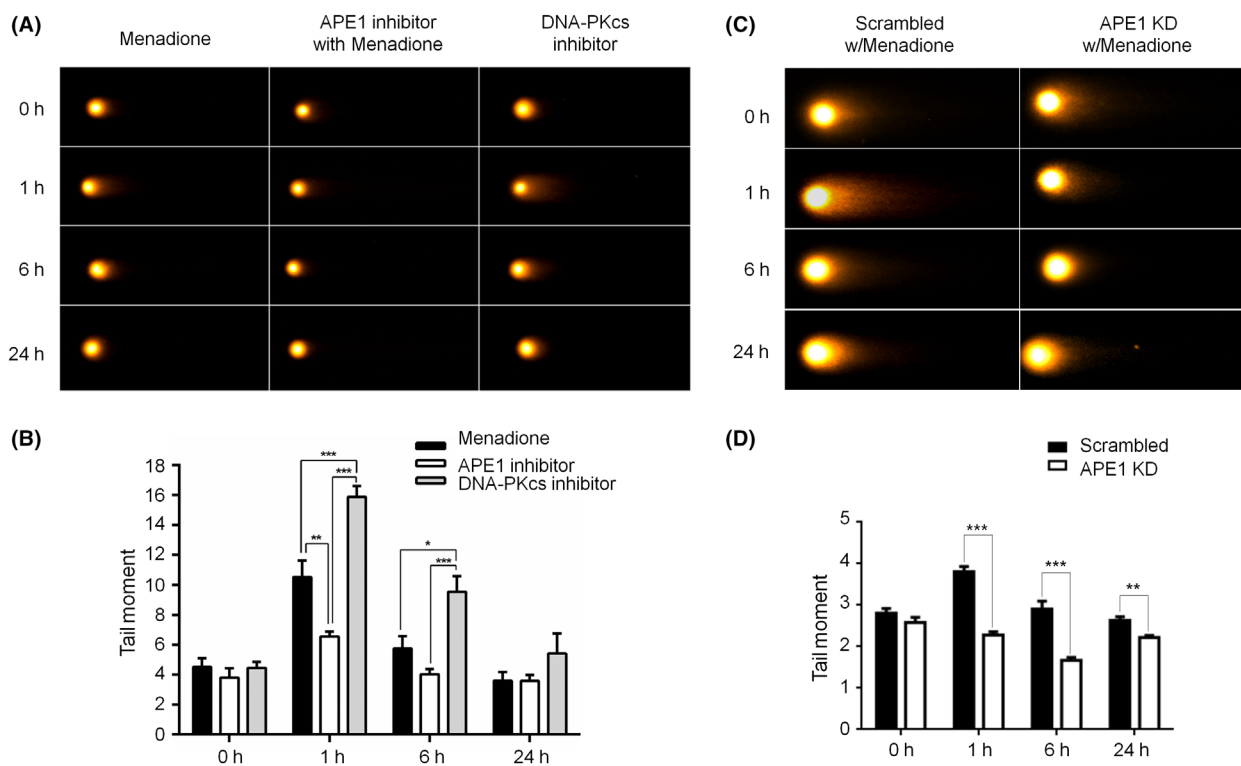 (A)
Menadione
APE1 inhibitor
with Menadione
DNA-PKcs
inhibitor
0 h
1 h
6 h
24 h
(C)
Scrambled
w/Menadione
APE1 KD
w/Menadione
0 h
1 h
6 h
24 h
(B)
Menadione
APE1 inhibitor
DNA-PKcs inhibitor
Tail moment
18
16
14
12
10
8
6
4
2
0
***
***
**
*
***
0 h
1 h
6 h
24 h
(D)
Scrambled
APE1 KD
Tail moment
5
4
3
2
1
0
***
***
**
0 h
1 h
6 h
24 h